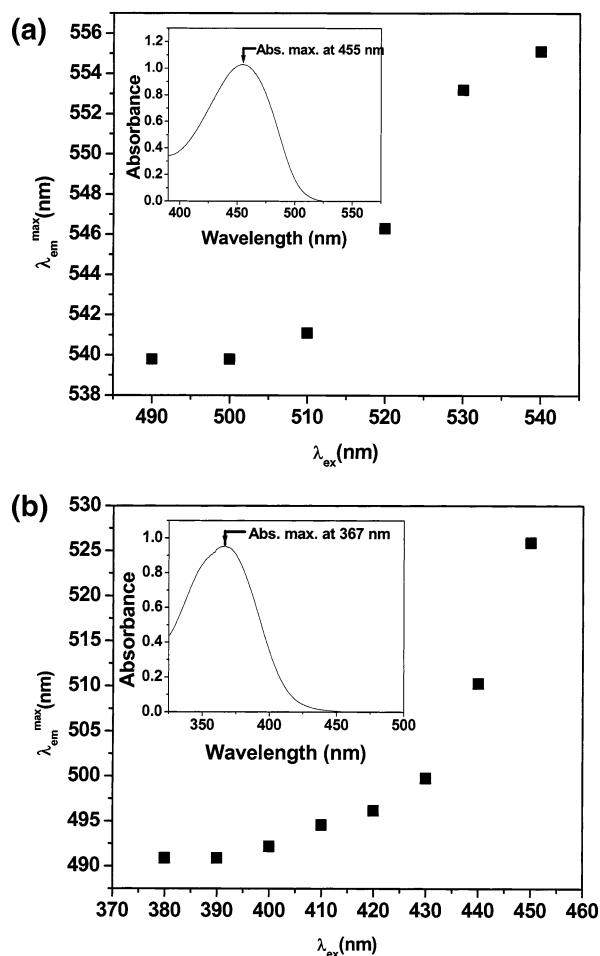 (a)
556
554
552
550
548
546
544
542
540
538
λem max (nm)
490 500 510 520 530 540
λex(nm)
1.2
1.0
0.8
0.6
0.4
0.2
0.0
Absorbance
Abs. max. at 455 nm
400 450 500 550
Wavelength (nm)
(b)
530
525
520
515
510
505
500
495
490
λem max (nm)
370 380 390 400 410 420 430 440 450 460
λex(nm)
1.0
0.8
0.6
0.4
0.2
0.0
Absorbance
Abs. max. at 367 nm
350 400 450 500
Wavelength (nm)